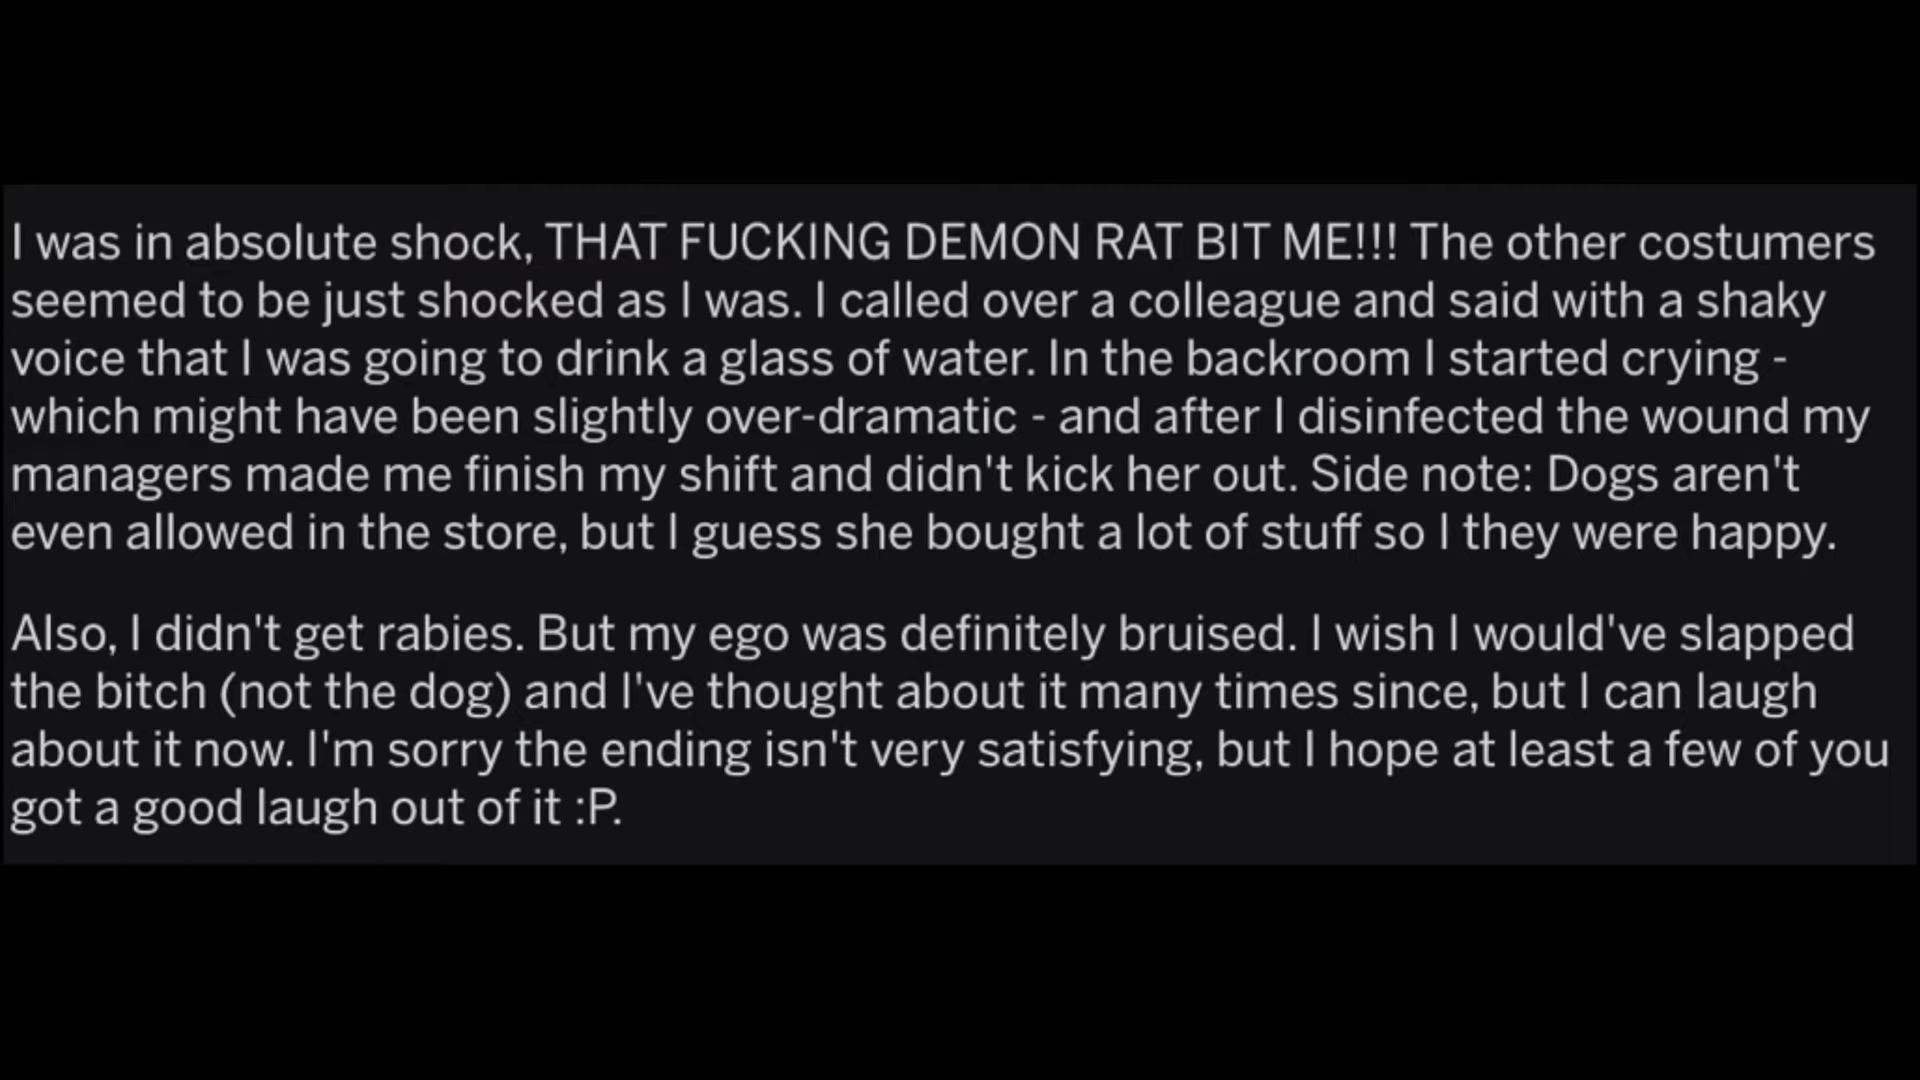 I was in absolute shock, THAT FUCKING DEMON RAT BIT ME!!! The other costumers
seemed to be just shocked as I was. I called over a colleague and said with a shaky
voice that I was going to drink a glass of water. In the backroom I started crying -
which might have been slightly over-dramatic - and after I disinfected the wound my
managers made me finish my shift and didn't kick her out. Side note: Dogs aren't
even allowed in the store, but I guess she bought a lot of stuff so I they were happy.
Also, I didn't get rabies. But my ego was definitely bruised. I wish I would've slapped
the bitch (not the dog) and I've thought about it many times since, but I can laugh
about it now. I'm sorry the ending isn't very satisfying, but I hope at least a few of you
got a good laugh out of it :P.